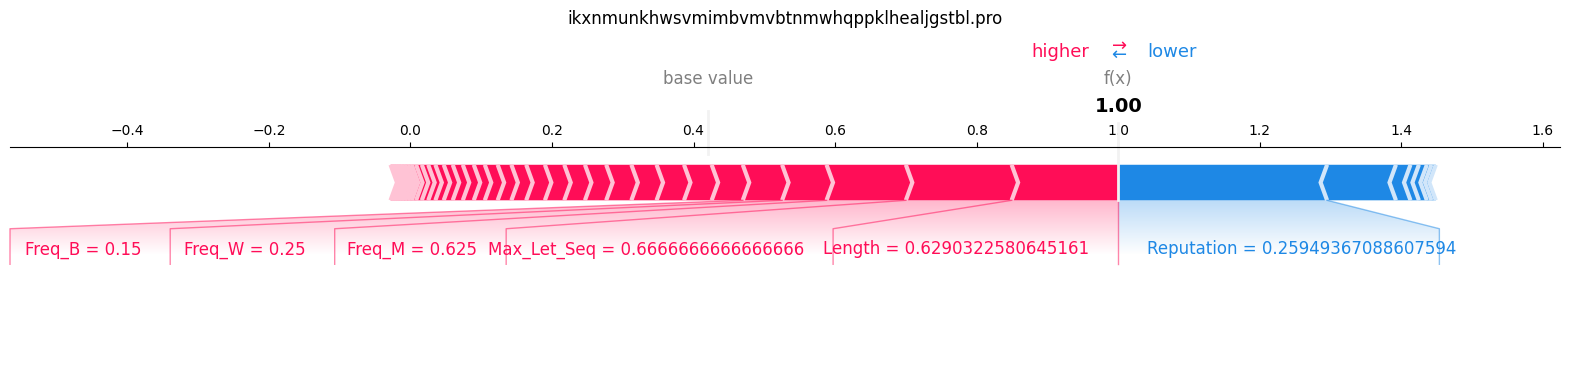 ikxnmunkhwsvmimbvmvbtnmwhqppklhealjgstbl.pro
higher ⇄ lower
base value f(x)
1.00
−0.4 −0.2 0.0 0.2 0.4 0.6 0.8 1.0 1.2 1.4 1.6
Freq_B = 0.15 Freq_W = 0.25 Freq_M = 0.625 Max_Let_Seq = 0.6666666666666666 Length = 0.6290322580645161 Reputation = 0.25949367088607594